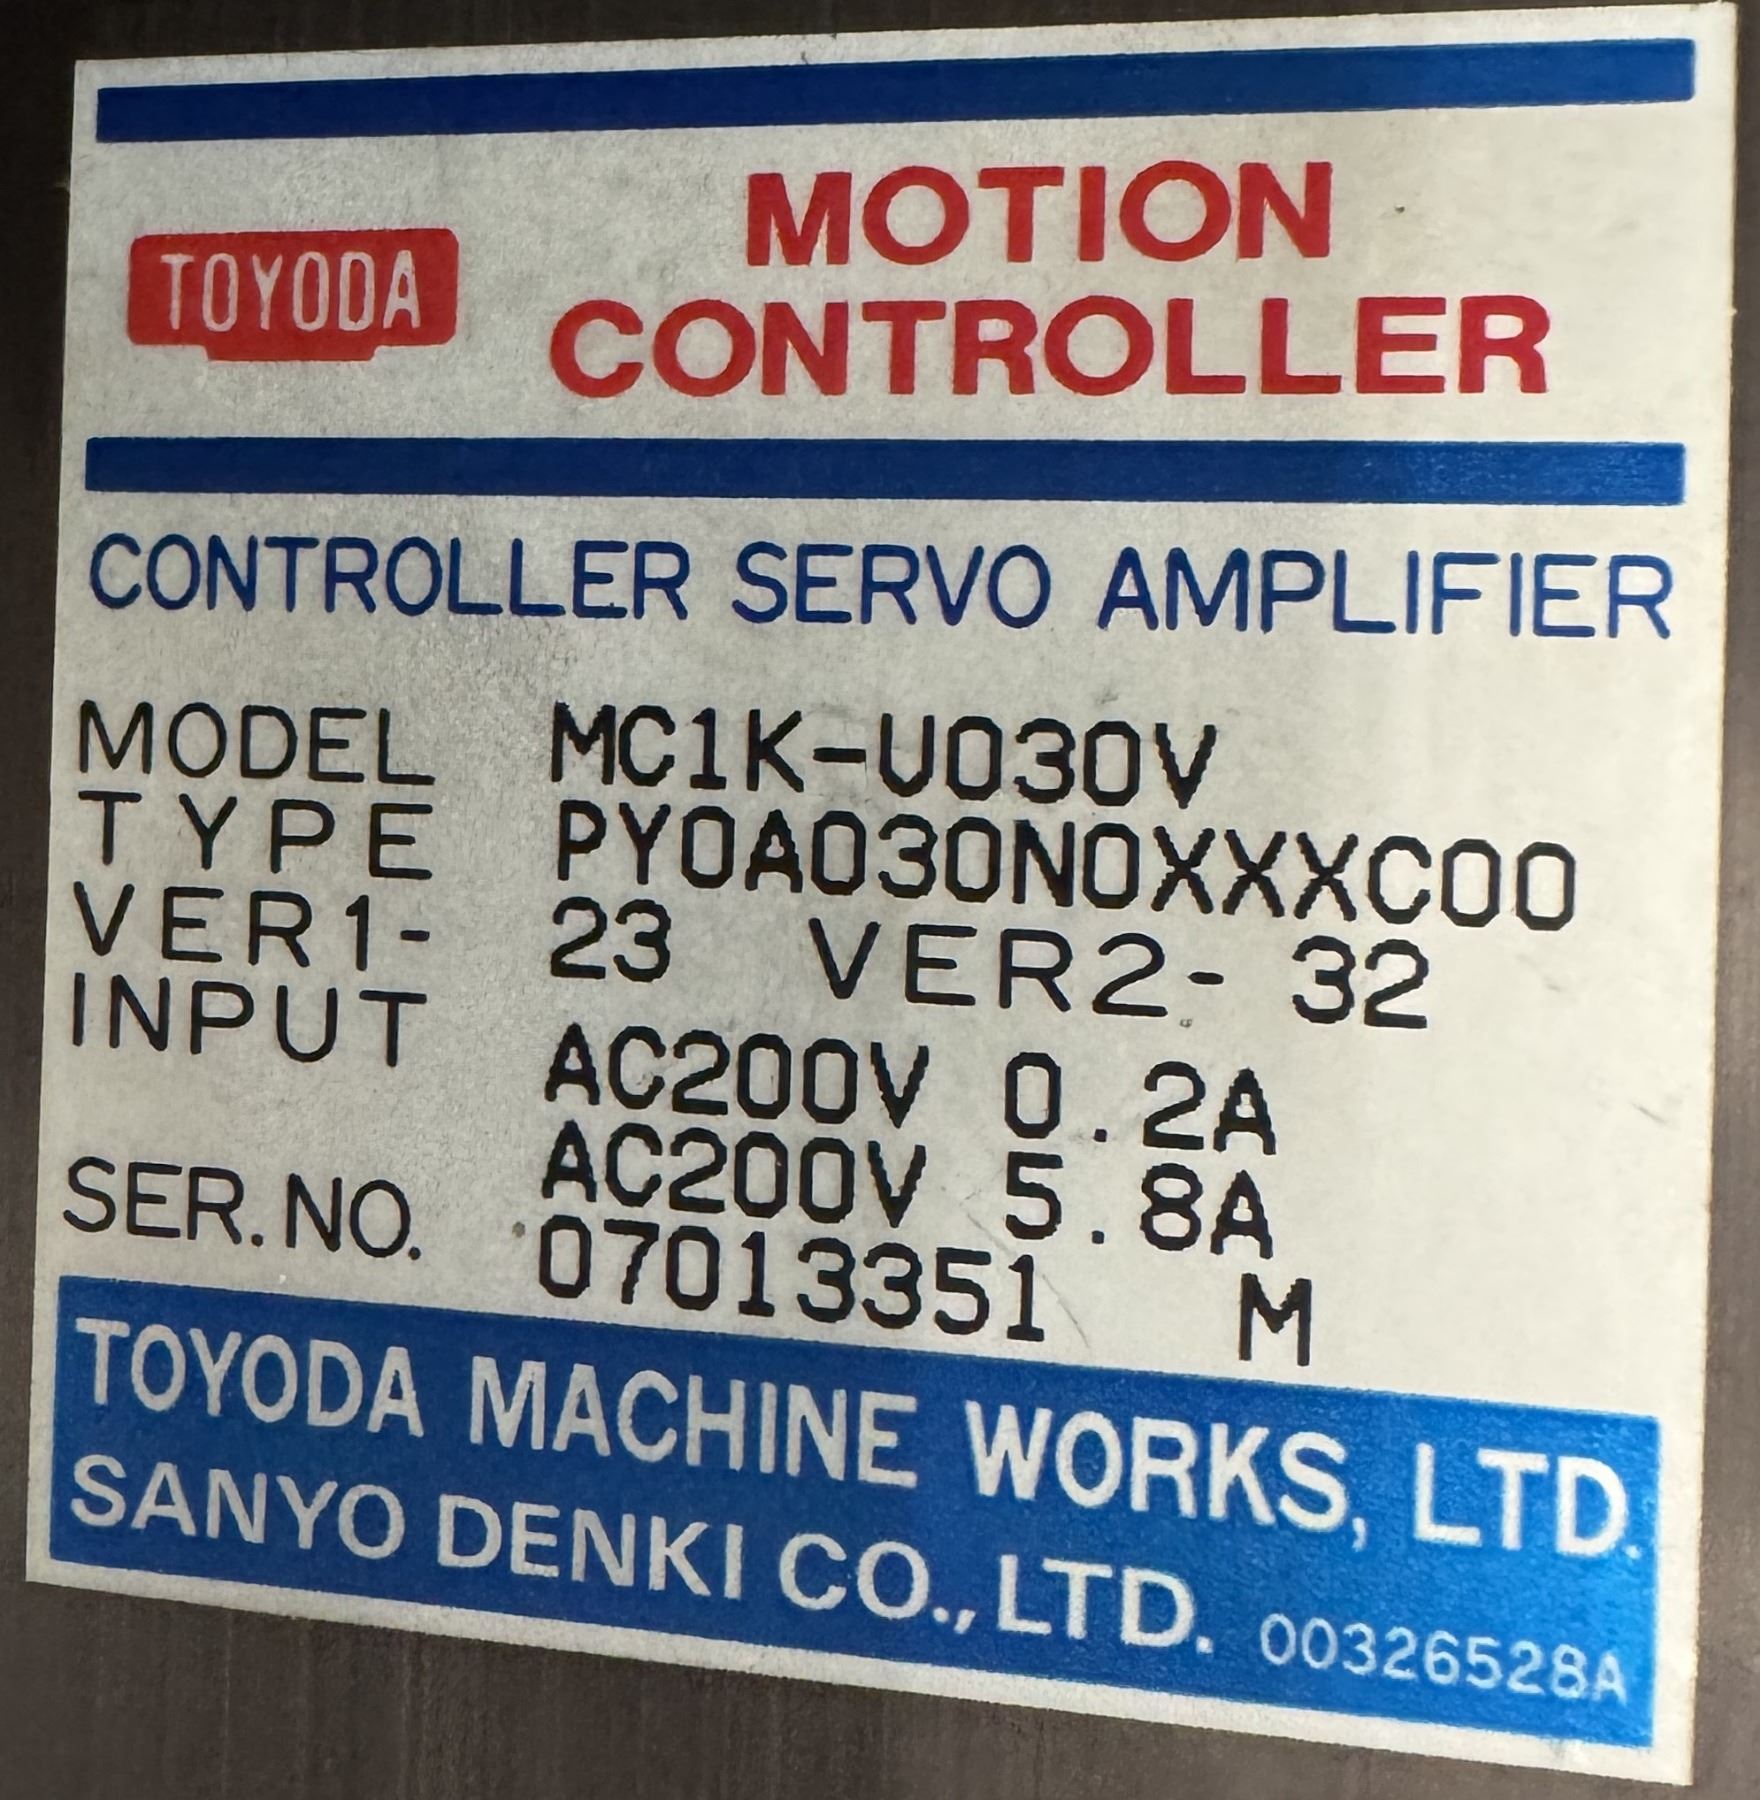 TOYODA
MOTION
CONTROLLER
CONTROLLER SERVO AMPLIFIER
MODEL MC1K-U030V
TYPE PY0A030N0XXXC00
VER1- 23 VER2- 32
INPUT AC200V 0.2A
AC200V 5.8A
SER.NO. 07013351 M
TOYODA MACHINE WORKS, LTD.
SANYO DENKI CO.,LTD. 00326528A